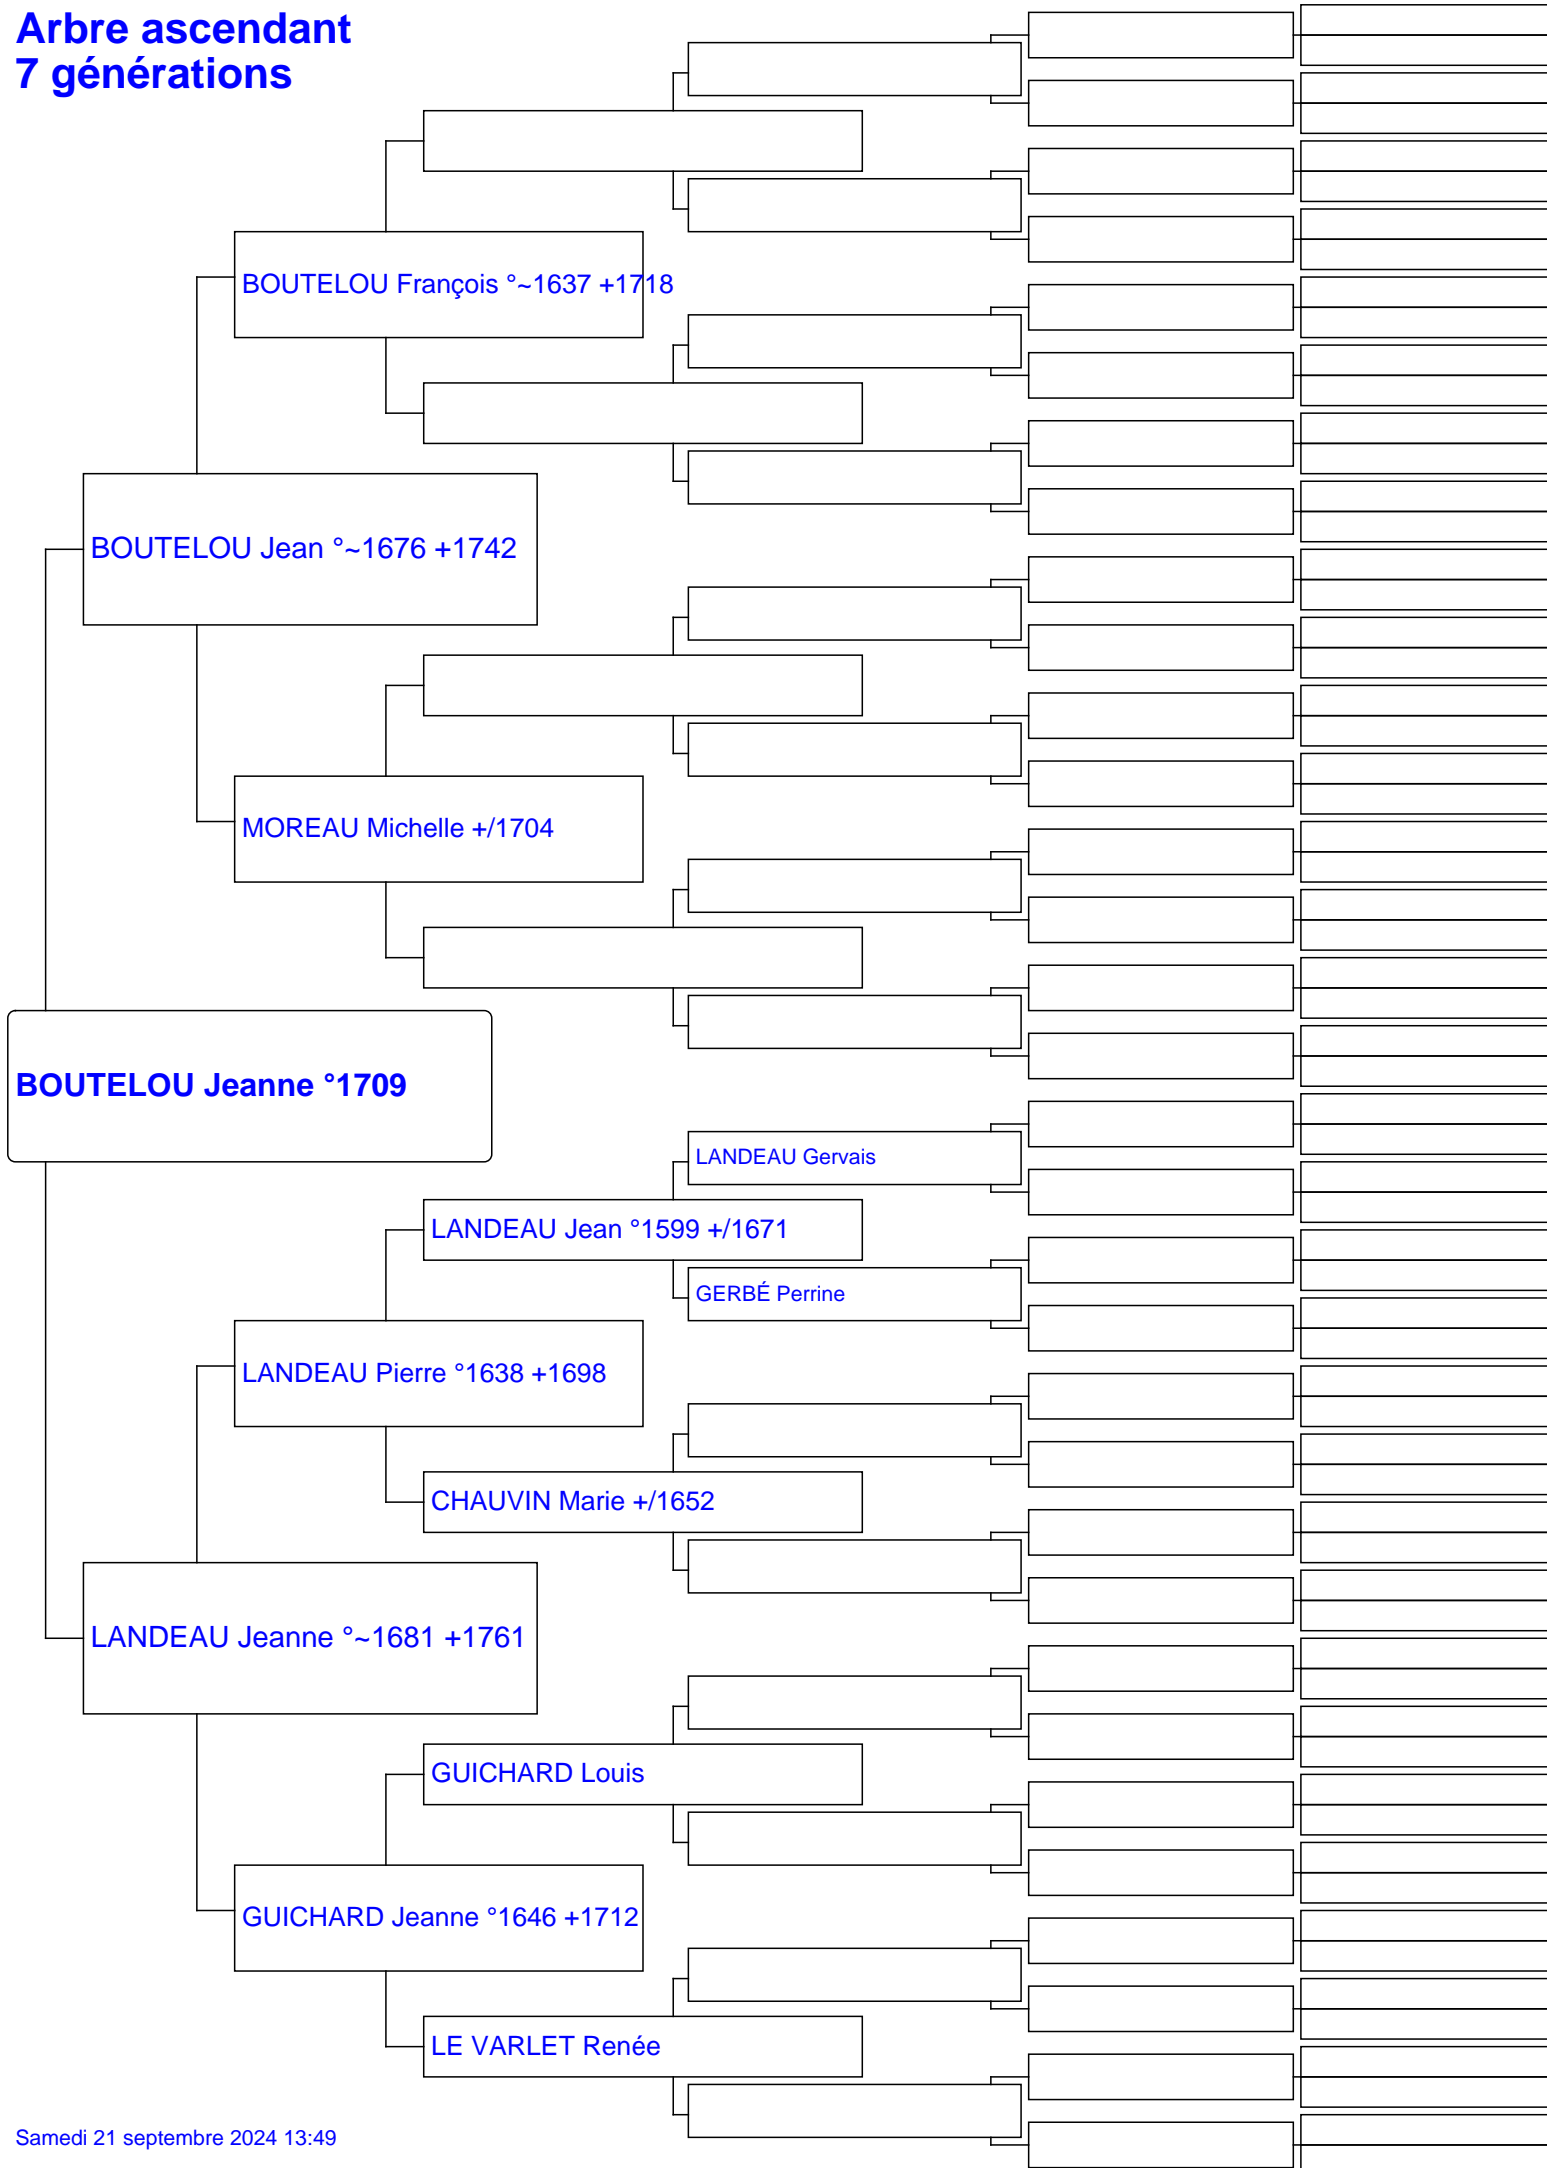 Arbre ascendant
7 générations
BOUTELOU François °~1637 +1718
BOUTELOU Jean °~1676 +1742
MOREAU Michelle +/1704
BOUTELOU Jeanne °1709
LANDEAU Gervais
LANDEAU Jean °1599 +/1671
GERBÉ Perrine
LANDEAU Pierre °1638 +1698
CHAUVIN Marie +/1652
LANDEAU Jeanne °~1681 +1761
GUICHARD Louis
GUICHARD Jeanne °1646 +1712
LE VARLET Renée
Samedi 21 septembre 2024 13:49